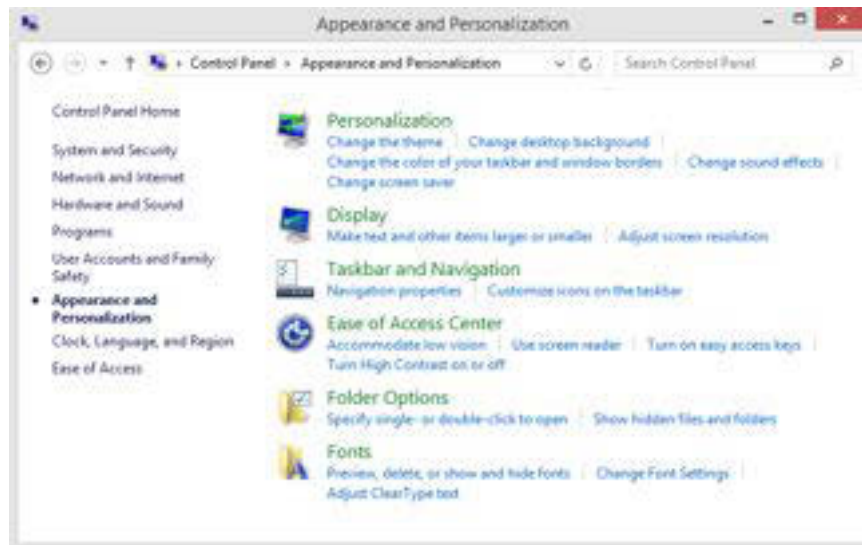 Appearance and Personalization
Control Panel Appearance and Personalization Search Control Panel
Control Panel Home
System and Security
Network and Internet
Hardware and Sound
Programs
User Accounts and Family
Safety
Appearance and
Personalization
Clock, Language, and Region
Ease of Access
Personalization
Change the theme Change desktop background
Change the color of your taskbar and window borders Change sound effects
Change screen saver
Display
Make text and other items larger or smaller Adjust screen resolution
Taskbar and Navigation
Navigation properties Customize icons on the taskbar
Ease of Access Center
Accommodate low vision Use screen reader Turn on easy access keys
Turn High Contrast on or off
Folder Options
Specify single- or double-click to open Show hidden files and folders
Fonts
Preview, delete, or show and hide fonts Change Font Settings
Adjust ClearType text